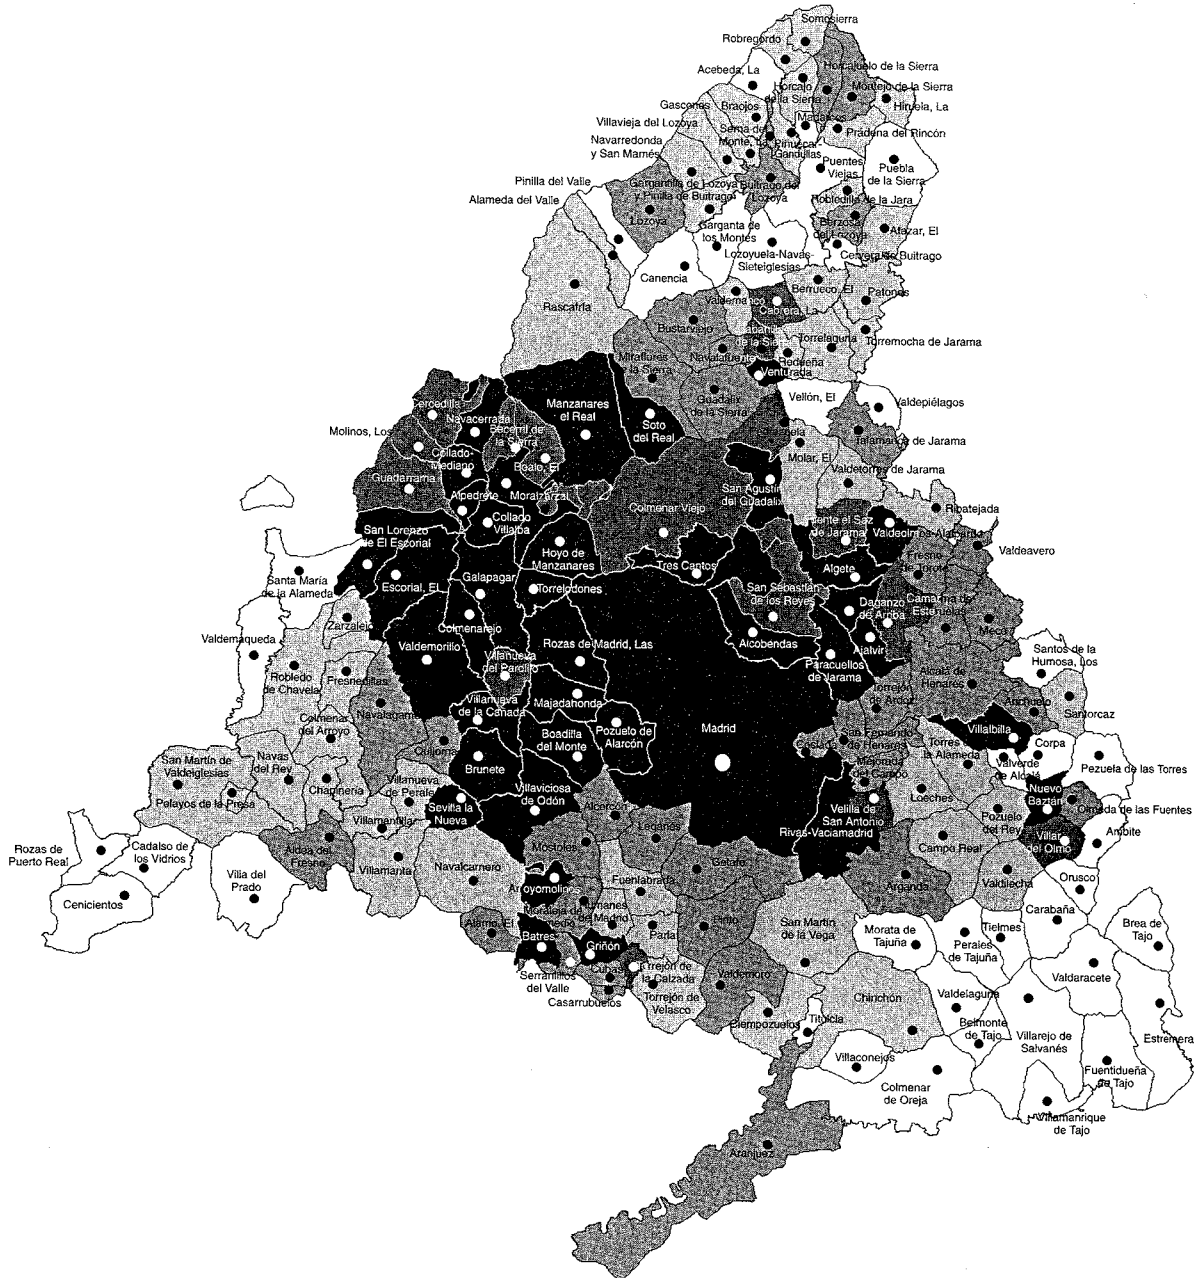 Somosierra
Robregordo
Acebeda, La
Horcajuelo de la Sierra
Montejo de la Sierra
Hiruela, La
Horcajo
de la Sierra
Gascones
Braojos
Villavieja del Lozoya
Prádena del Rincón
Navarredonda
y San Mamés
Gandullas
Puentes
Viejas
Puebla
de la Sierra
Pinilla del Valle
Alameda del Valle
Gargantilla de Lozoya
y Pinilla de Buitrago
Buitrago del
Lozoya
Robledillo de la Jara
Lozoya
Berzosa
del Lozoya
Atazar, El
Garganta de
los Montes
Cervera de Buitrago
Lozoyuela-Navas-
Sieteiglesias
Canencia
Berrueco, El
Patones
Rascafría
Valdemanco
Cabrera, La
Bustarviejo
Torrelaguna
Torremocha de Jarama
Navalafuente
Redueña
Miraflores
la Sierra
Venturada
Guadalix
de la Sierra
Vellón, El
Valdepiélagos
Manzanares
el Real
Soto
del Real
Navacerrada
Becerril de
la Sierra
Molinos, Los
Talamanca de Jarama
Molar, El
Collado-
Mediano
Boalo, El
Valdetorres de Jarama
Guadarrama
Alpedrete
Moralzarzal
San Agustín
del Guadalix
Colmenar Viejo
Ribatejada
Collado
Villalba
San Lorenzo
de El Escorial
Hoyo de
Manzanares
Valdeavero
Tres Cantos
Algete
Santa María
de la Alameda
Escorial, El
Galapagar
Torrelodones
San Sebastián
de los Reyes
Daganzo
de Arriba
Zarzalejo
Colmenarejo
Meco
Valdemaqueda
Valdemorillo
Rozas de Madrid, Las
Alcobendas
Ajalvir
Paracuellos
de Jarama
Santos de la
Humosa, Los
Villanueva
del Pardillo
Robledo
de Chavela
Fresnedillas
Alcalá de
Henares
Anchuelo
Santorcaz
Majadahonda
Villanueva
de la Cañada
Colmenar
del Arroyo
Madrid
Villalbilla
Pozuelo de
Alarcón
Boadilla
del Monte
Corpa
Torres
la Alameda
Mejorada
del Campo
Valverde
de Alcalá
Pezuela de las Torres
San Martín de
Valdeiglesias
Navas
del Rey
Chapinería
Brunete
Villanueva
de Perales
Villaviciosa
de Odón
Nuevo
Baztán
Pelayos de la Presa
Sevilla la
Nueva
Loeches
Olmeda de las Fuentes
Velilla de
San Antonio
Pozuelo
del Rey
Alcorcón
Leganés
Rivas-Vaciamadrid
Villar
del Olmo
Ambite
Villamantilla
Móstoles
Campo Real
Rozas de
Puerto Real
Cadalso de
los Vidrios
Aldea del
Fresno
Getafe
Villamanta
Navalcarnero
Villa del
Prado
Arroyomolinos
Fuenlabrada
Arganda
Valdilecha
Orusco
Cenicientos
Carabaña
Humanes
de Madrid
Pinto
San Martín
de la Vega
Morata de
Tajuña
Tielmes
Perales
de Tajuña
Brea de
Tajo
Álamo, El
Batres
Griñón
Parla
Serranillos
del Valle
Cubas
Torrejón de
la Calzada
Valdemoro
Valdaracete
Casarrubuelos
Torrejón de
Velasco
Chinchón
Valdelaguna
Ciempozuelos
Titulcia
Belmonte
de Tajo
Villarejo de
Salvanés
Estremera
Villaconejos
Fuentidueña
de Tajo
Colmenar
de Oreja
Villamanrique
de Tajo
Aranjuez